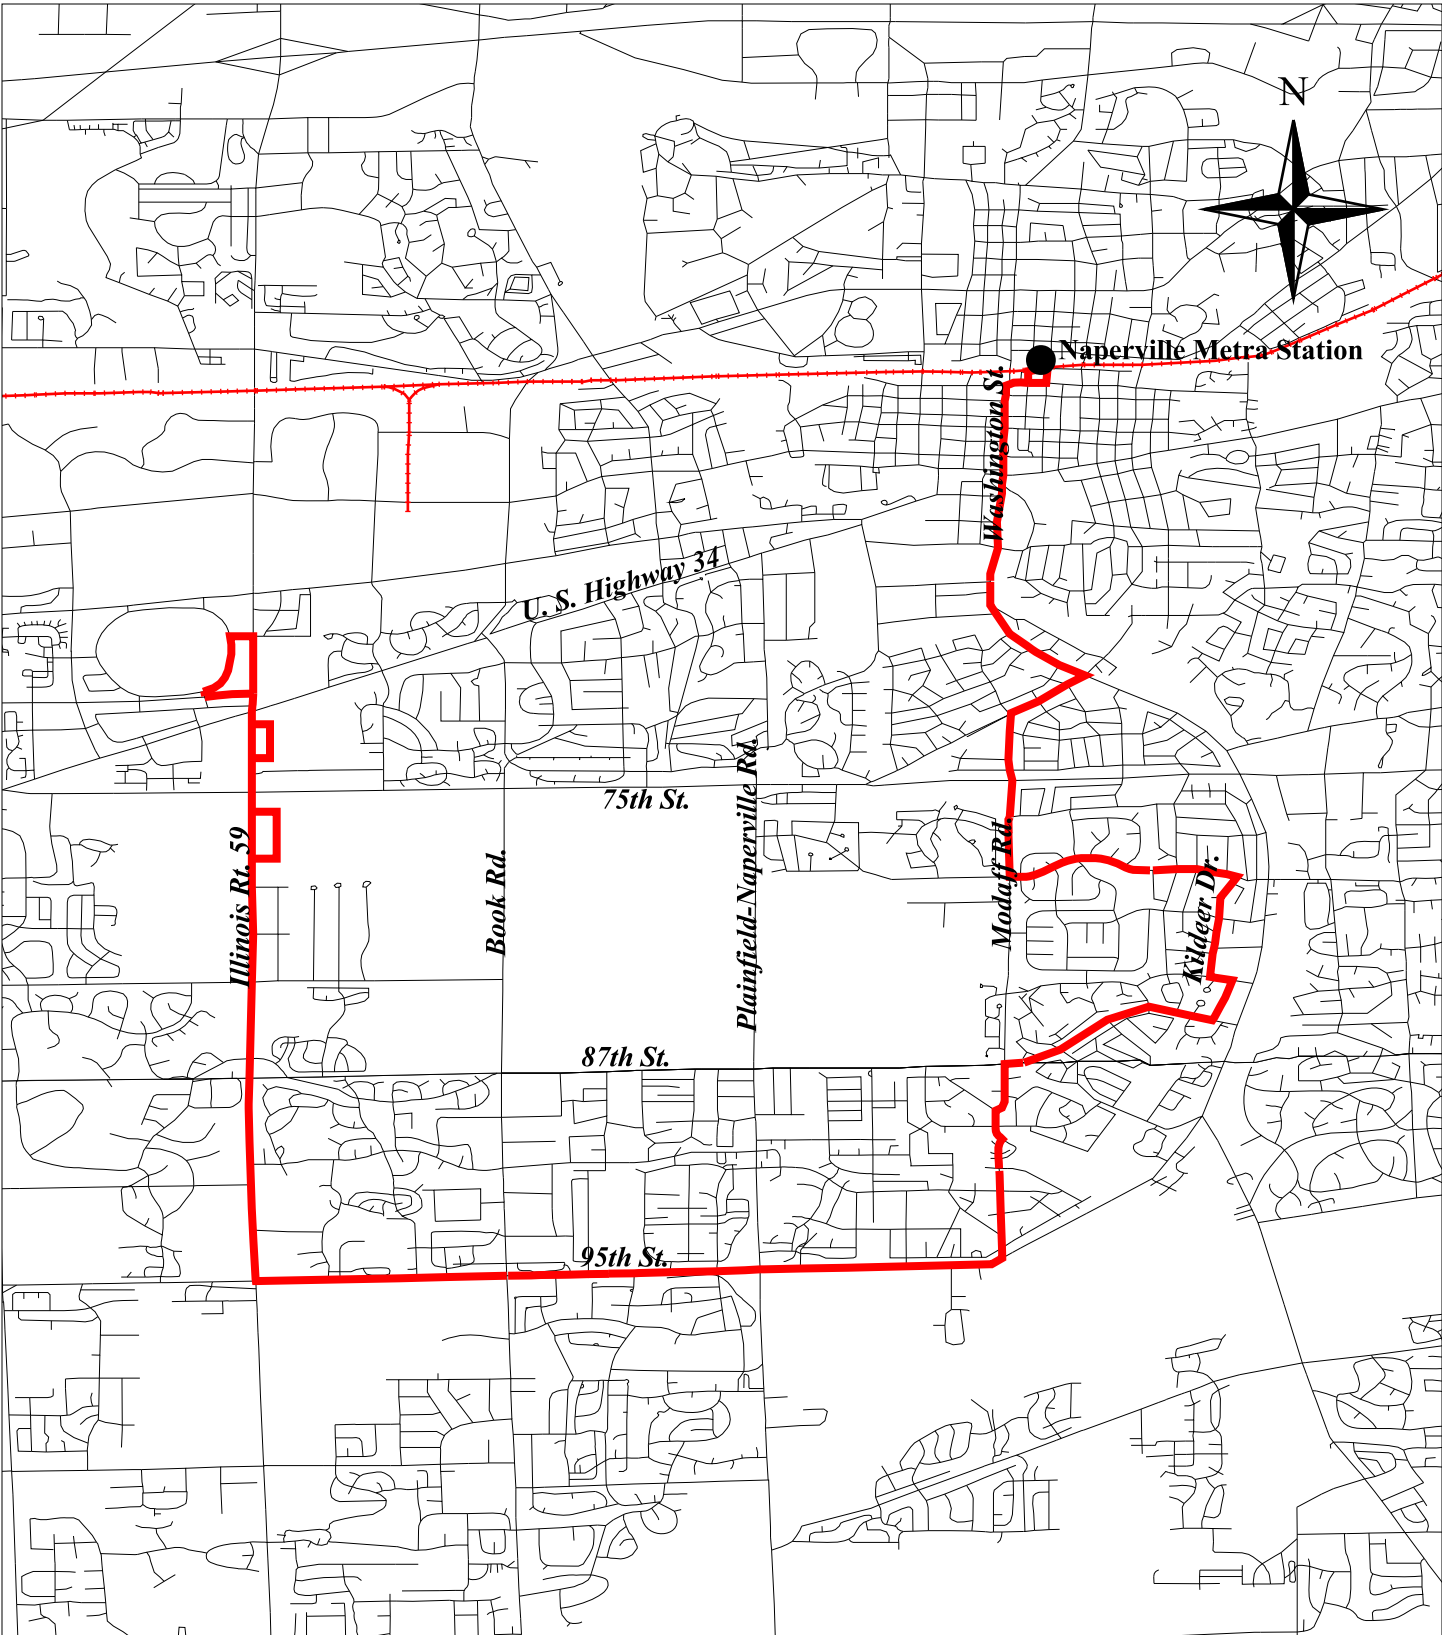 N
Naperville Metra Station
Washington St.
U. S. Highway 34
75th St.
Illinois Rt. 59
Book Rd.
Plainfield-Naperville Rd.
Modaff Rd.
Kildeer Dr.
87th St.
95th St.